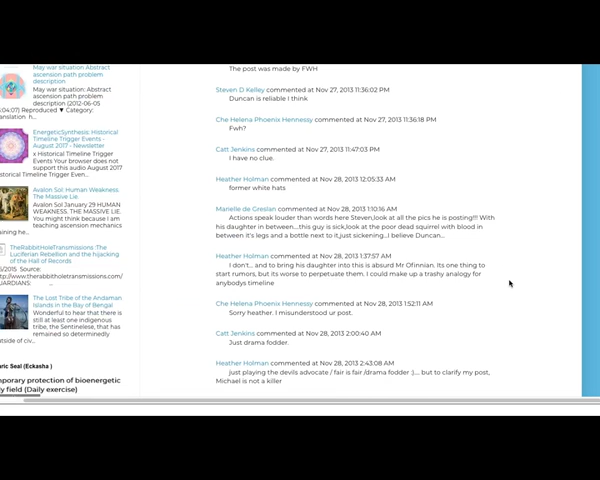 May war situation Abstract
ascension path problem
description
May war situation: Abstract
ascension path problem
description (2012-06-05
04:07) Reproduced ▼ Category:
anslation h...
EnergeticSynthesis; Historical
Timeline Trigger Events -
August 2017 - Newsletter
x Historical Timeline Trigger
Events Your browser does not
support this audio August 2017
istorical Timeline Trigger Even...
Avalon Sol: Human Weakness.
The Massive Lie.
Avalon Sol January 29 HUMAN
WEAKNESS. THE MASSIVE LIE.
You might think because I am
teaching ascension mechanics
aining he...
TheRabbitHoleTransmissions :The
Luciferian Rebellion and the hijacking
of the Hall of Records
/2015 Source:
ttp://www.therabbitholetransmissions.com/
UARDIANS: ...
The Lost Tribe of the Andaman
Islands in the Bay of Bengal
Wonderful to hear that there is
still at least one indigenous
tribe, the Sentinelese, that has
remained so determinedly
utside of civ...
ric Seal (Eckasha )
porary protection of bioenergetic
y field (Daily exercise)
The post was made by FWH
Steven D Kelley commented at Nov 27, 2013 11:36:02 PM
Duncan is reliable I think
Che Helena Phoenix Hennessy commented at Nov 27, 2013 11:36:18 PM
Fwh?
Catt Jenkins commented at Nov 27, 2013 11:47:03 PM
I have no clue.
Heather Holman commented at Nov 28, 2013 12:05:33 AM
former white hats
Marielle de Greslan commented at Nov 28, 2013 1:10:16 AM
Actions speak louder than words here Steven,look at all the pics he is posting!!! With
his daughter in between....this guy is sick,look at the poor dead squirrel with blood in
between it's legs and a bottle next to it,just sickening...I believe Duncan...
Heather Holman commented at Nov 28, 2013 1:37:57 AM
I don't... and to bring his daughter into this is absurd Mr Ofinnian. Its one thing to
start rumors, but its worse to perpetuate them. I could make up a trashy analogy for
anybodys timeline
Che Helena Phoenix Hennessy commented at Nov 28, 2013 1:52:11 AM
Sorry heather. I misunderstood ur post.
Catt Jenkins commented at Nov 28, 2013 2:00:40 AM
Just drama fodder.
Heather Holman commented at Nov 28, 2013 2:43:08 AM
just playing the devils advocate / fair is fair /drama fodder ;).... but to clarify my post,
Michael is not a killer